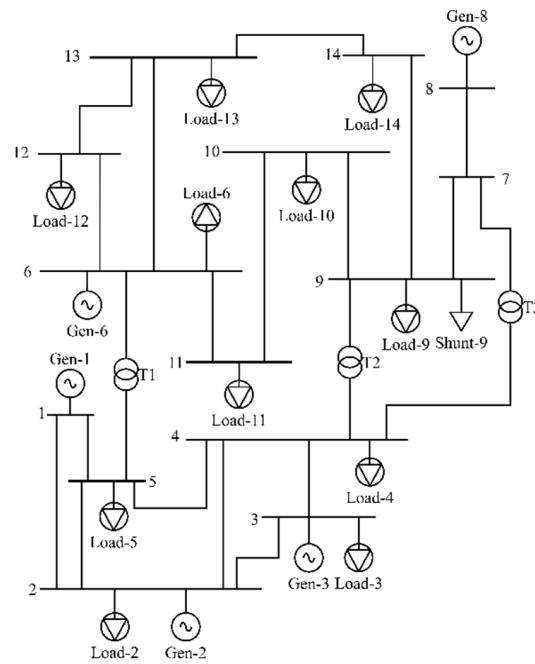 Gen-8
13
14
Load-13
Load-14
8
12
10
7
Load-12
Load-6
Load-10
6
9
Gen-6
T3
Load-9
Shunt-9
Gen-1
T1
T2
11
1
Load-11
4
5
Load-4
Load-5
3
Gen-3
Load-3
2
Load-2
Gen-2